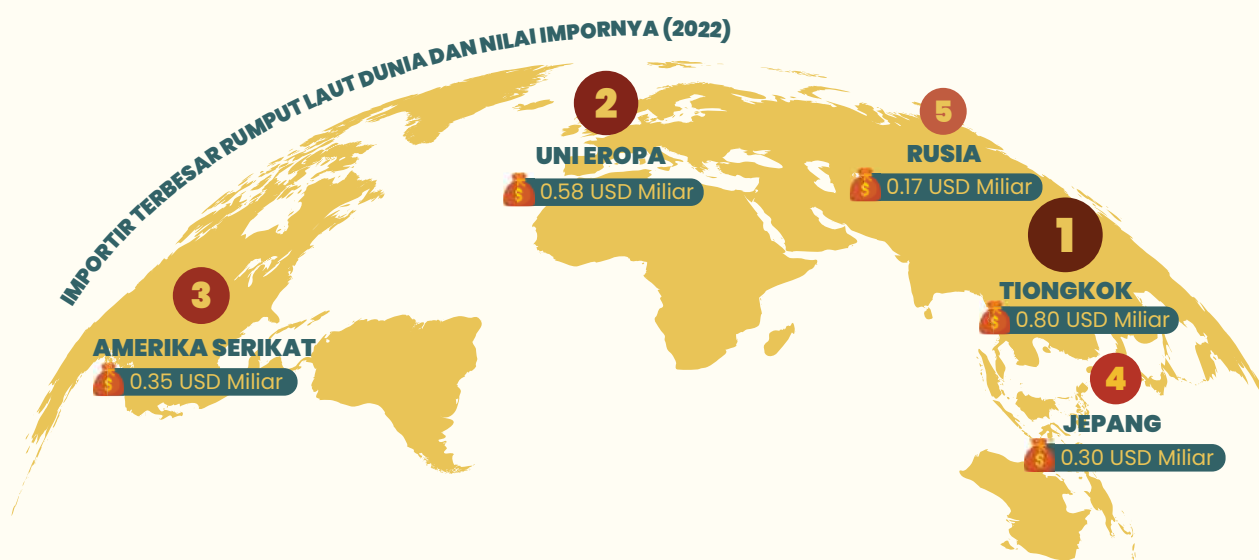 IMPORTIR TERBESAR RUMPUT LAUT DUNIA DAN NILAI IMPORNYA (2022)
2
UNI EROPA
0.58 USD Miliar
5
RUSIA
0.17 USD Miliar
1
TIONGKOK
0.80 USD Miliar
3
AMERIKA SERIKAT
0.35 USD Miliar
4
JEPANG
0.30 USD Miliar